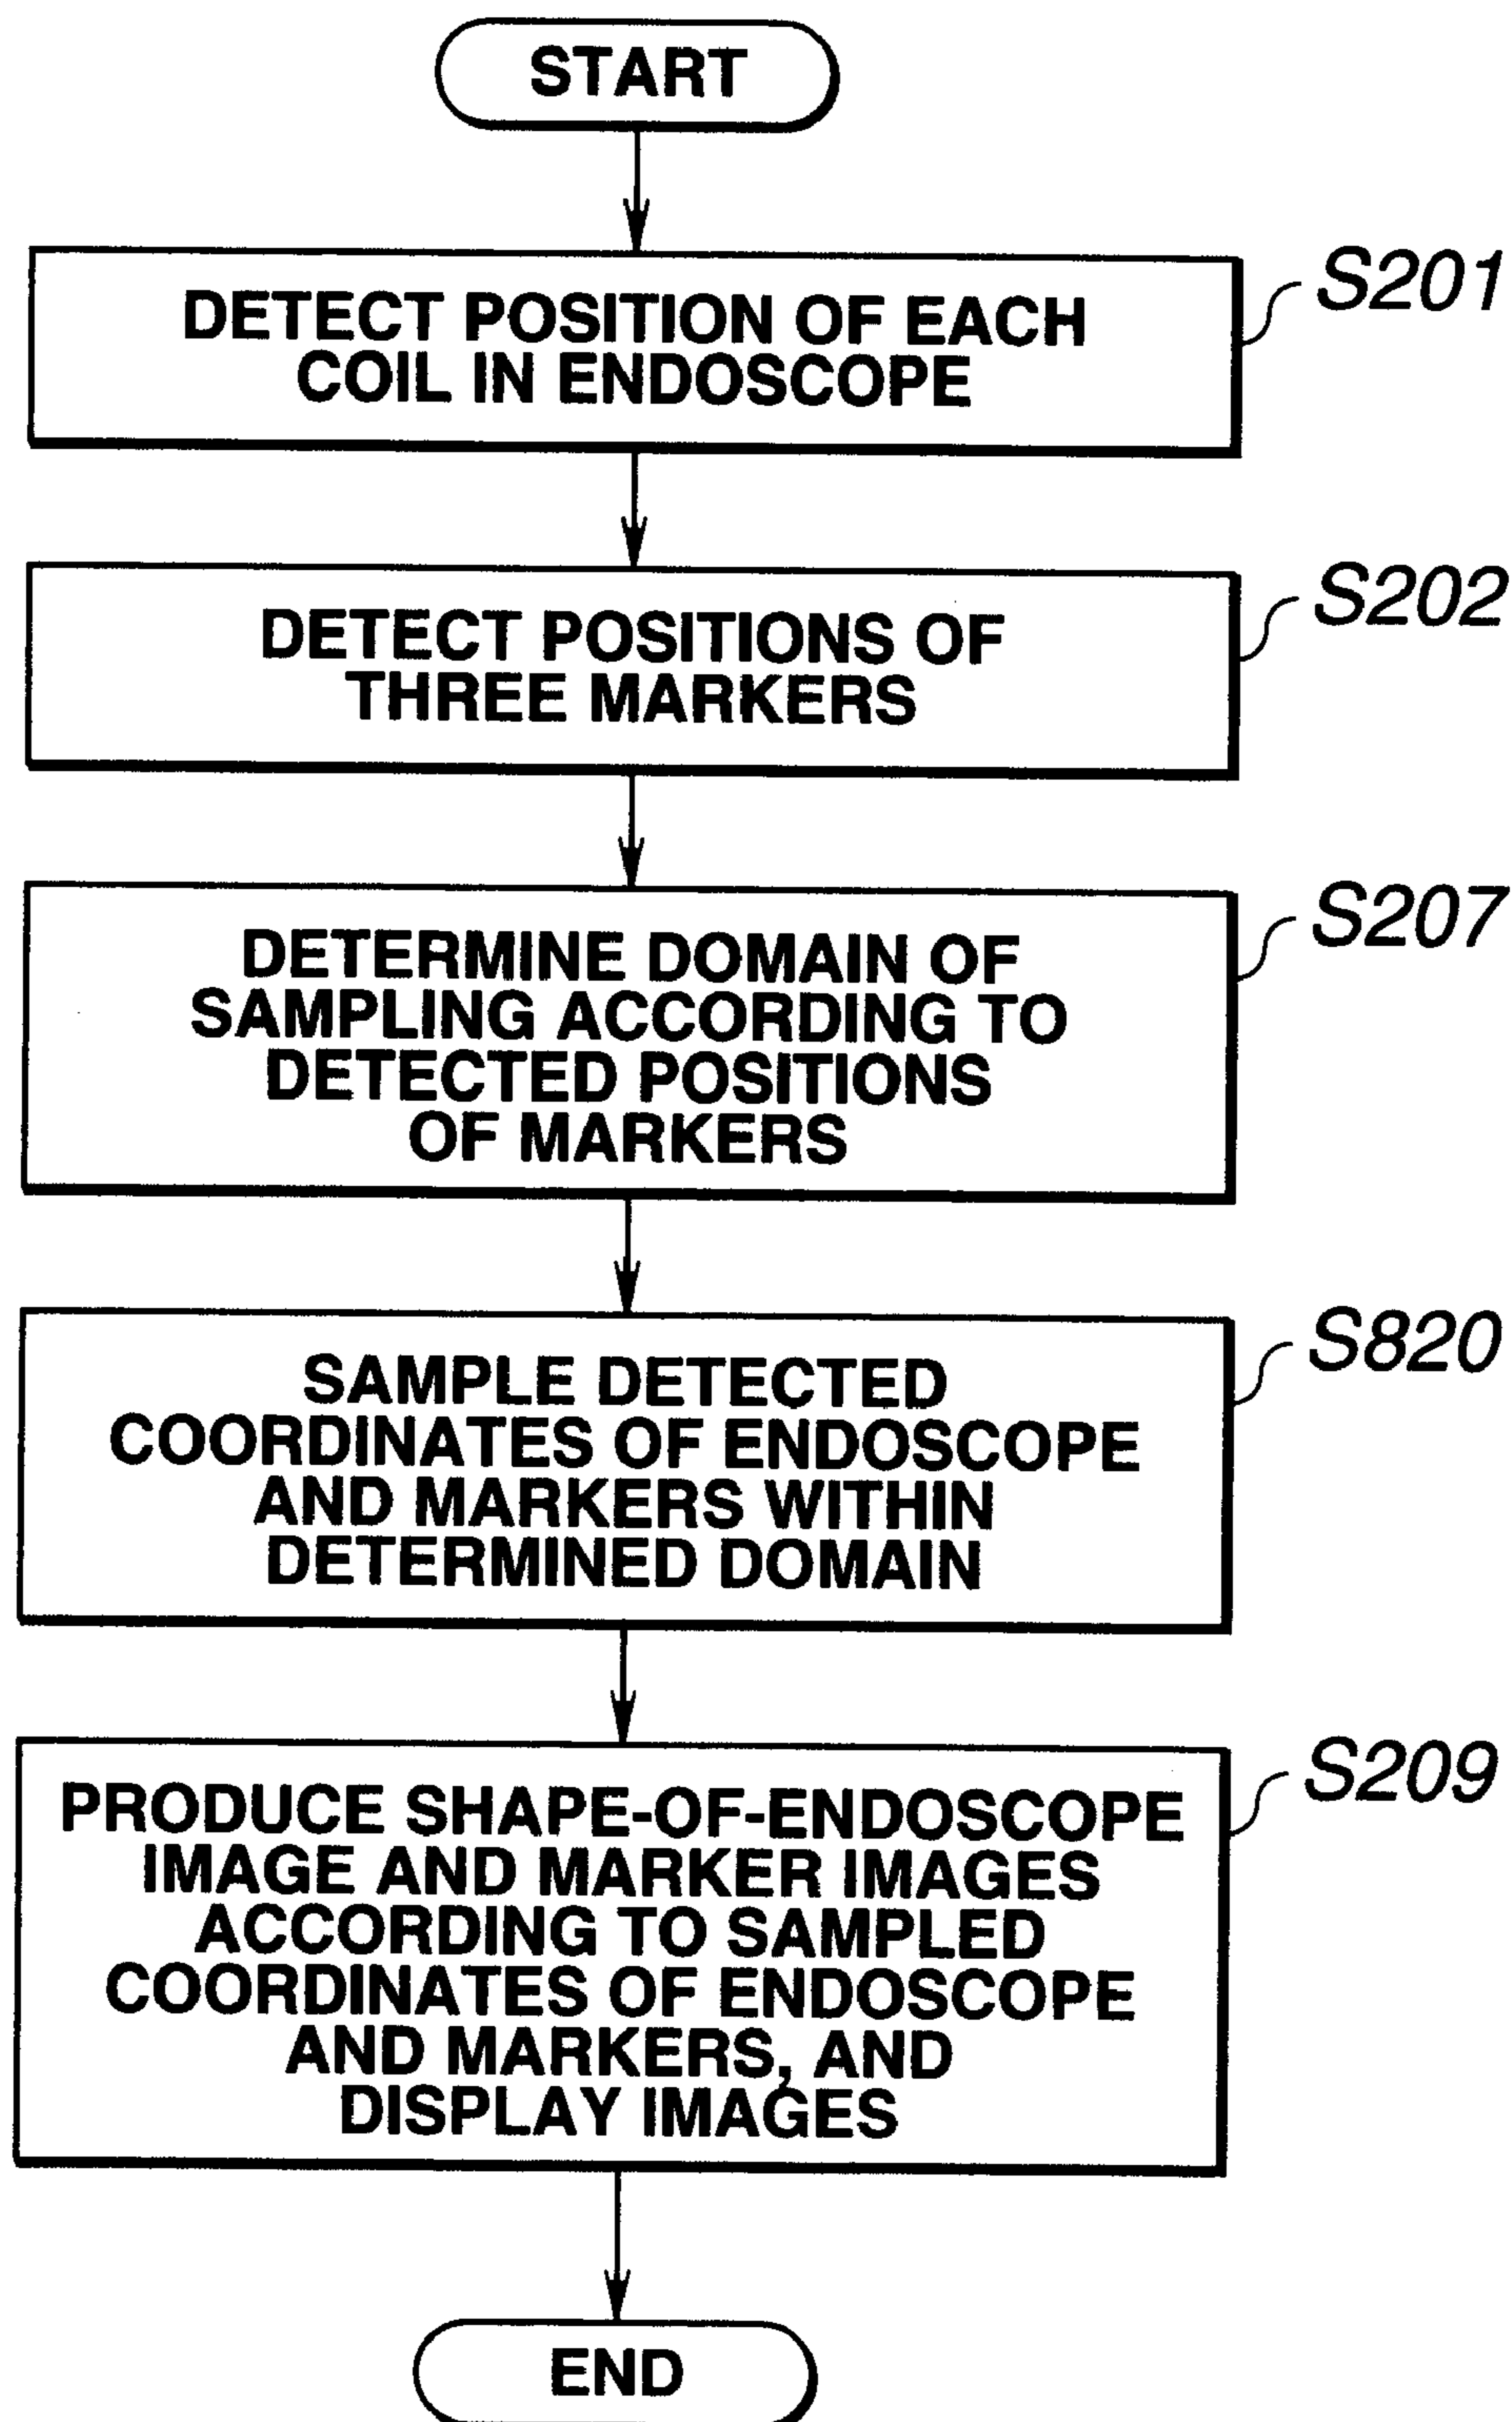 START
DETECT POSITION OF EACH
COIL IN ENDOSCOPE
S201
DETECT POSITIONS OF
THREE MARKERS
S202
DETERMINE DOMAIN OF
SAMPLING ACCORDING TO
DETECTED POSITIONS
OF MARKERS
S207
SAMPLE DETECTED
COORDINATES OF ENDOSCOPE
AND MARKERS WITHIN
DETERMINED DOMAIN
S820
PRODUCE SHAPE-OF-ENDOSCOPE
IMAGE AND MARKER IMAGES
ACCORDING TO SAMPLED
COORDINATES OF ENDOSCOPE
AND MARKERS, AND
DISPLAY IMAGES
S209
END